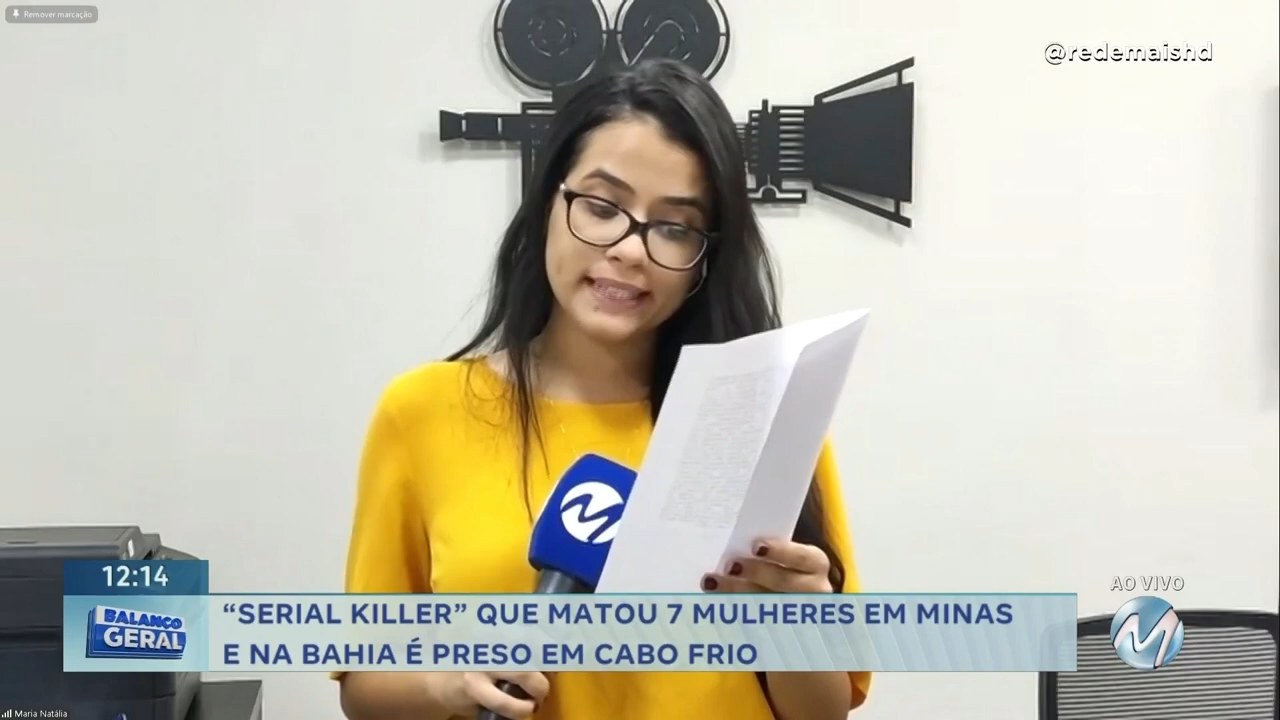 Remover marcação
@redemaishd
12:14
BALANÇO
GERAL
“SERIAL KILLER” QUE MATOU 7 MULHERES EM MINAS
E NA BAHIA É PRESO EM CABO FRIO
AO VIVO
Maria Natália